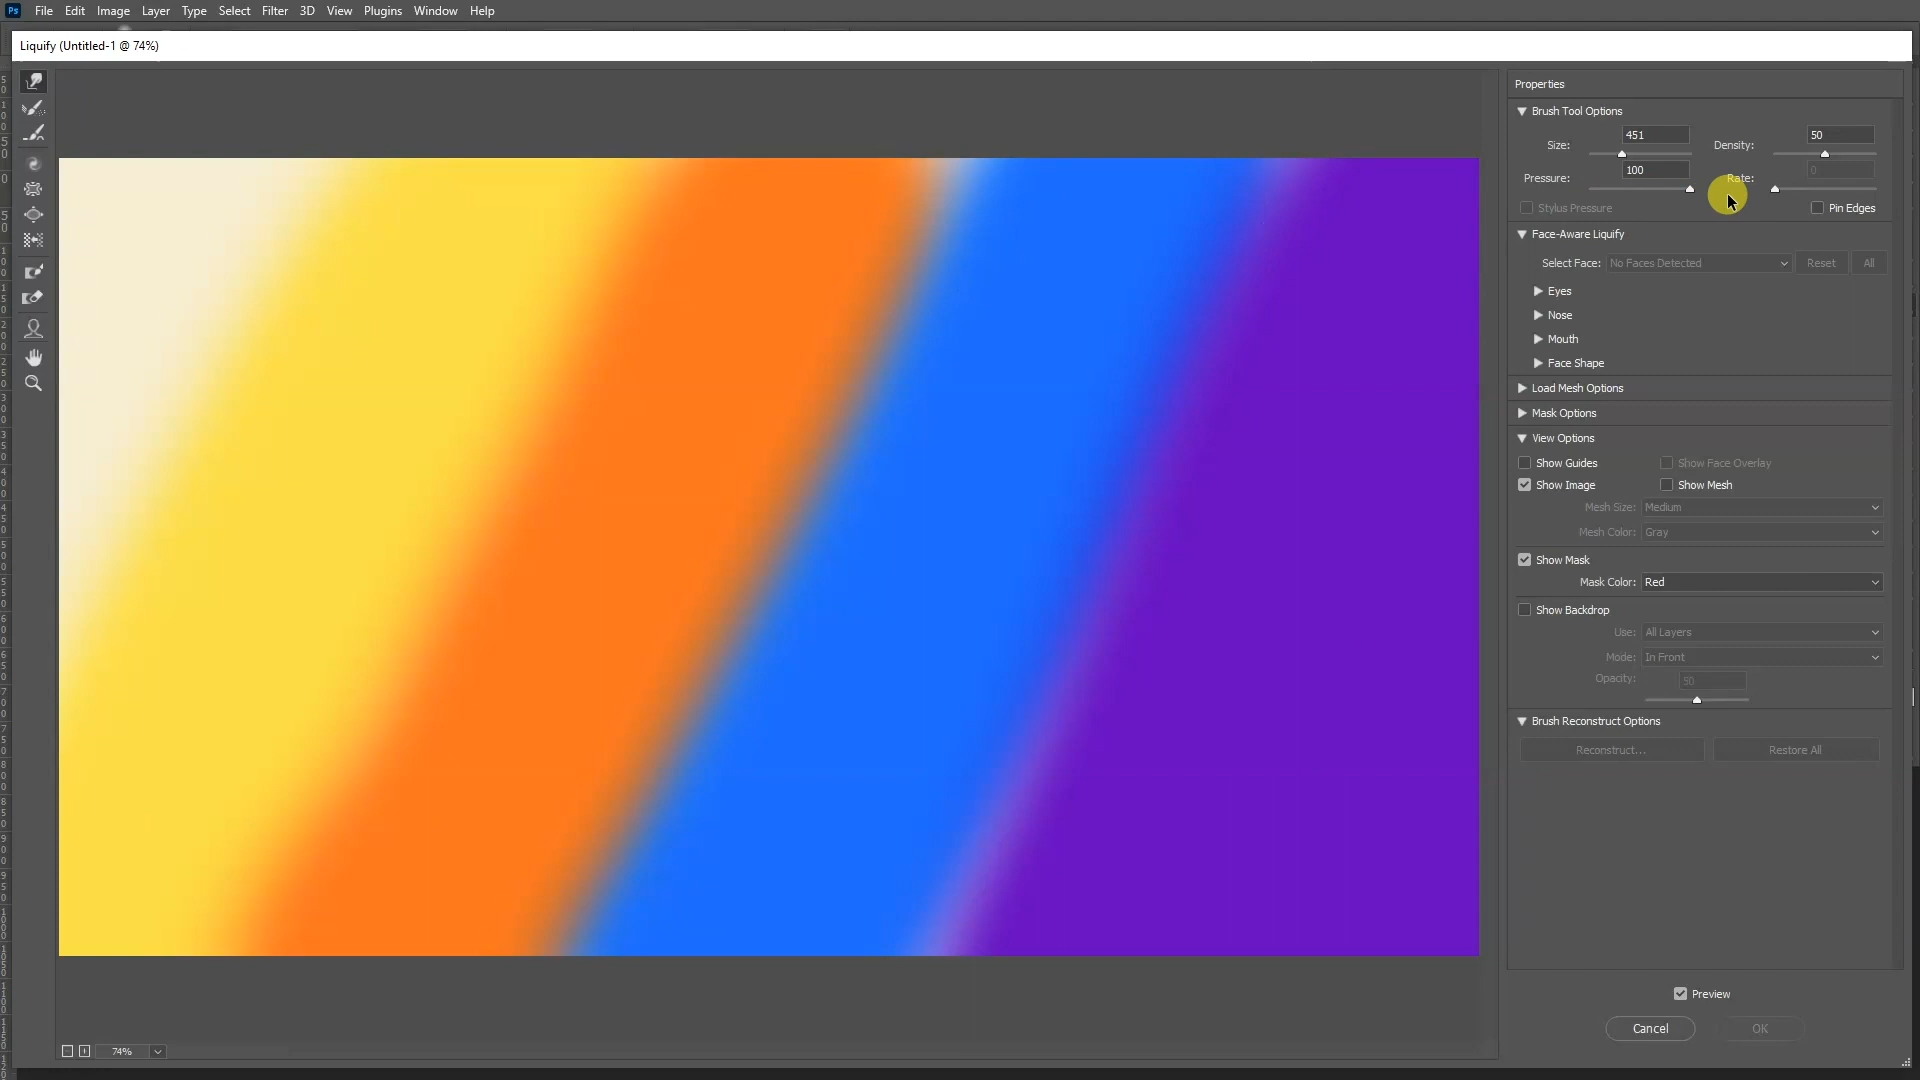 Ps File Edit Image Layer Type Select Filter 3D View Plugins Window Help
Liquify (Untitled-1 @ 74%)
Properties
Brush Tool Options
Size: 451 Density: 50
Pressure: 100 Rate: 0
Stylus Pressure Pin Edges
Face-Aware Liquify
Select Face: No Faces Detected Reset All
Eyes
Nose
Mouth
Face Shape
Load Mesh Options
Mask Options
View Options
Show Guides Show Face Overlay
Show Image Show Mesh
Mesh Size: Medium
Mesh Color: Gray
Show Mask
Mask Color: Red
Show Backdrop
Use: All Layers
Mode: In Front
Opacity: 50
Brush Reconstruct Options
Reconstruct... Restore All
Preview
Cancel OK
74%